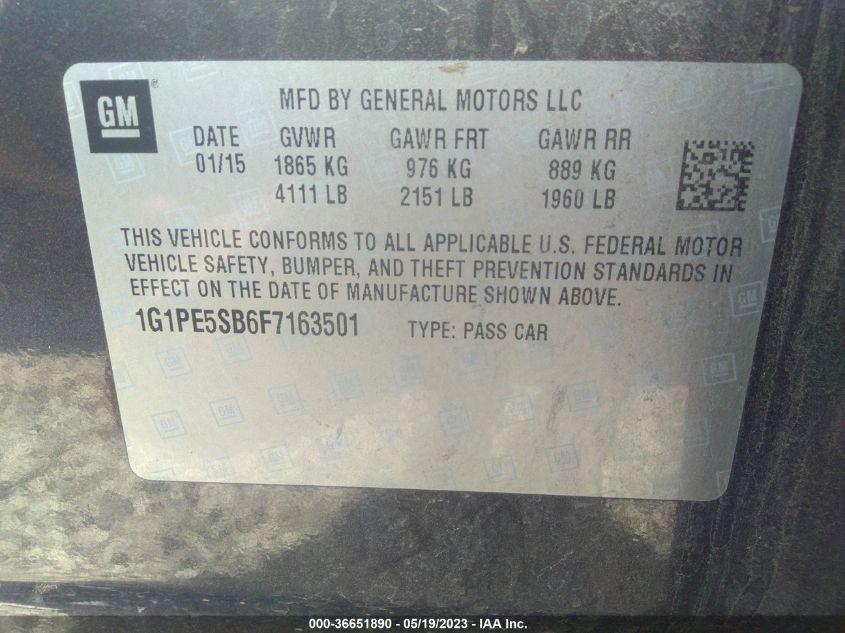 GM ®
MFD BY GENERAL MOTORS LLC
DATE GVWR GAWR FRT GAWR RR
01/15 1865 KG 976 KG 889 KG
4111 LB 2151 LB 1960 LB
THIS VEHICLE CONFORMS TO ALL APPLICABLE U.S. FEDERAL MOTOR
VEHICLE SAFETY, BUMPER, AND THEFT PREVENTION STANDARDS IN
EFFECT ON THE DATE OF MANUFACTURE SHOWN ABOVE.
1G1PE5SB6F7163501 TYPE: PASS CAR
000-36651890 - 05/19/2023 - IAA Inc.